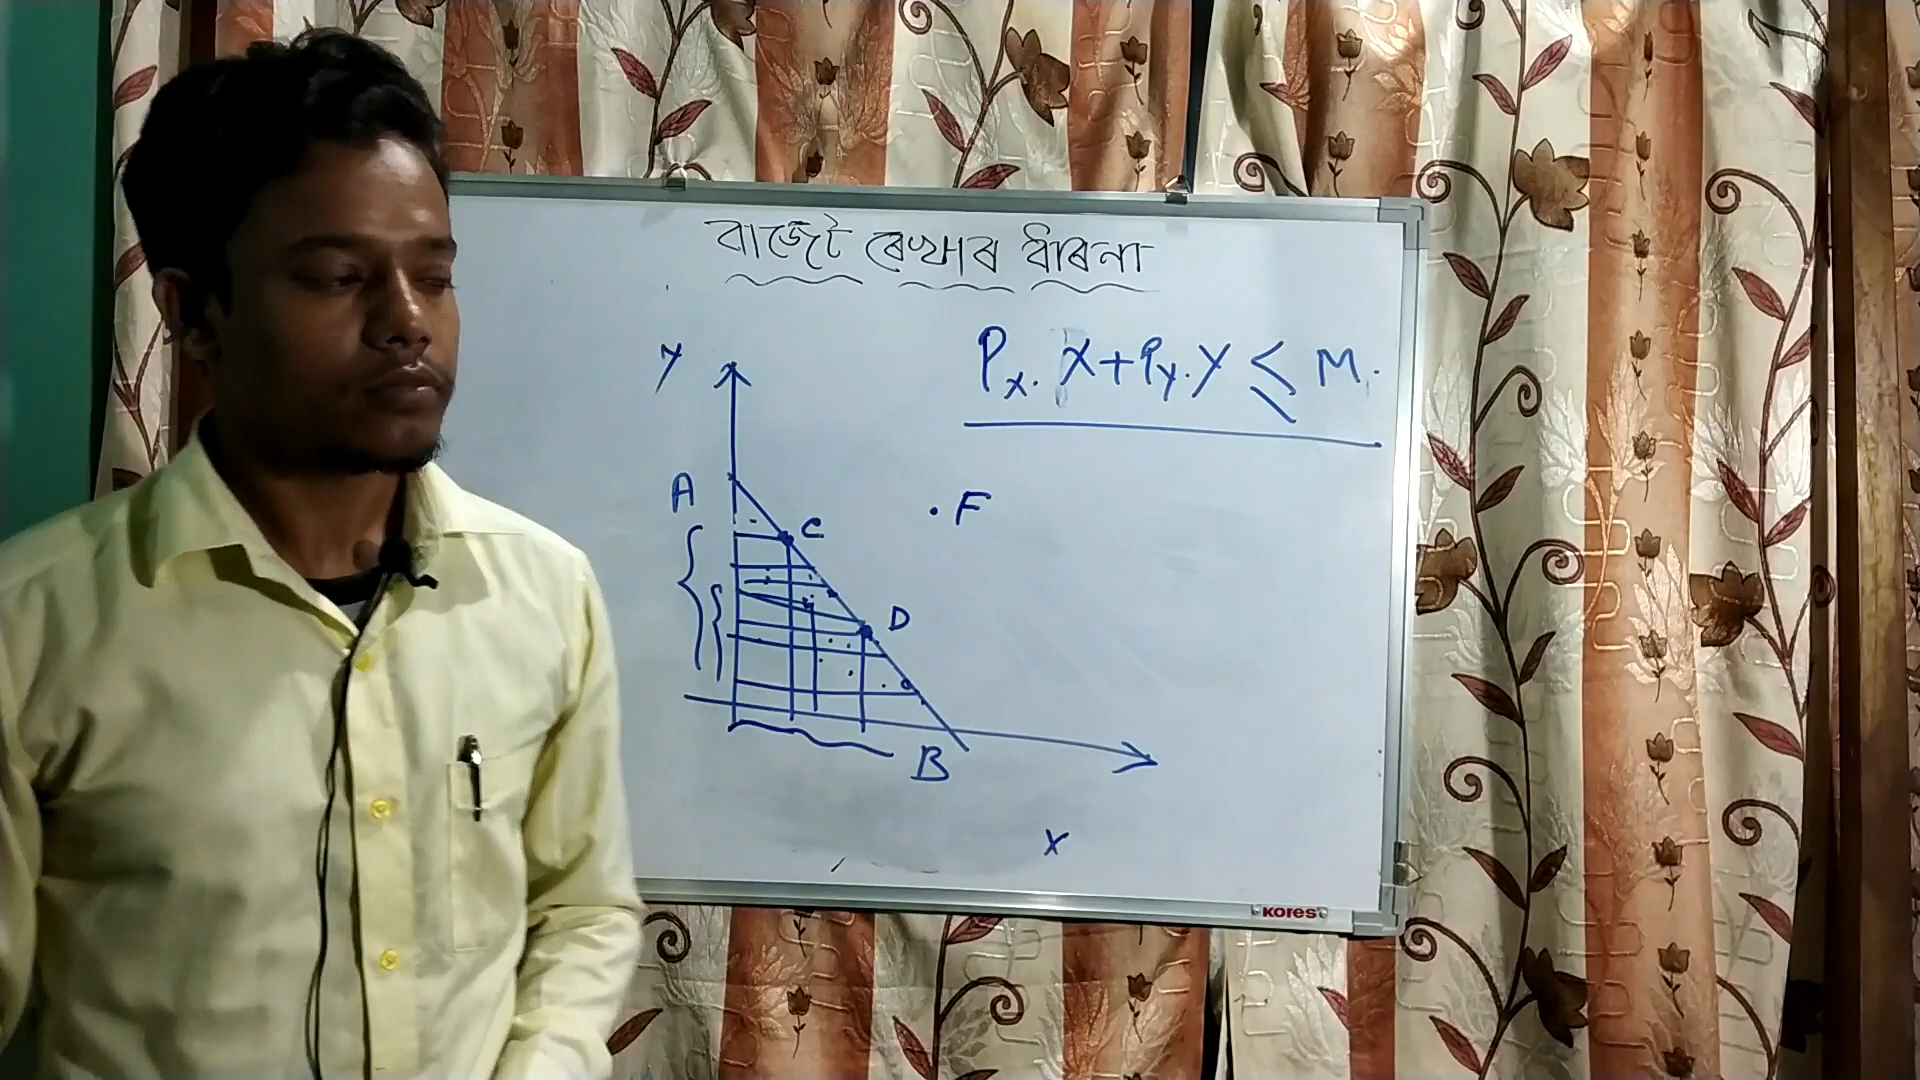 বাজেট ৰেখাৰ ধাৰনা
Px. X + Py. Y ≤ M.
Y
A
C
. F
D
B
X
KORES